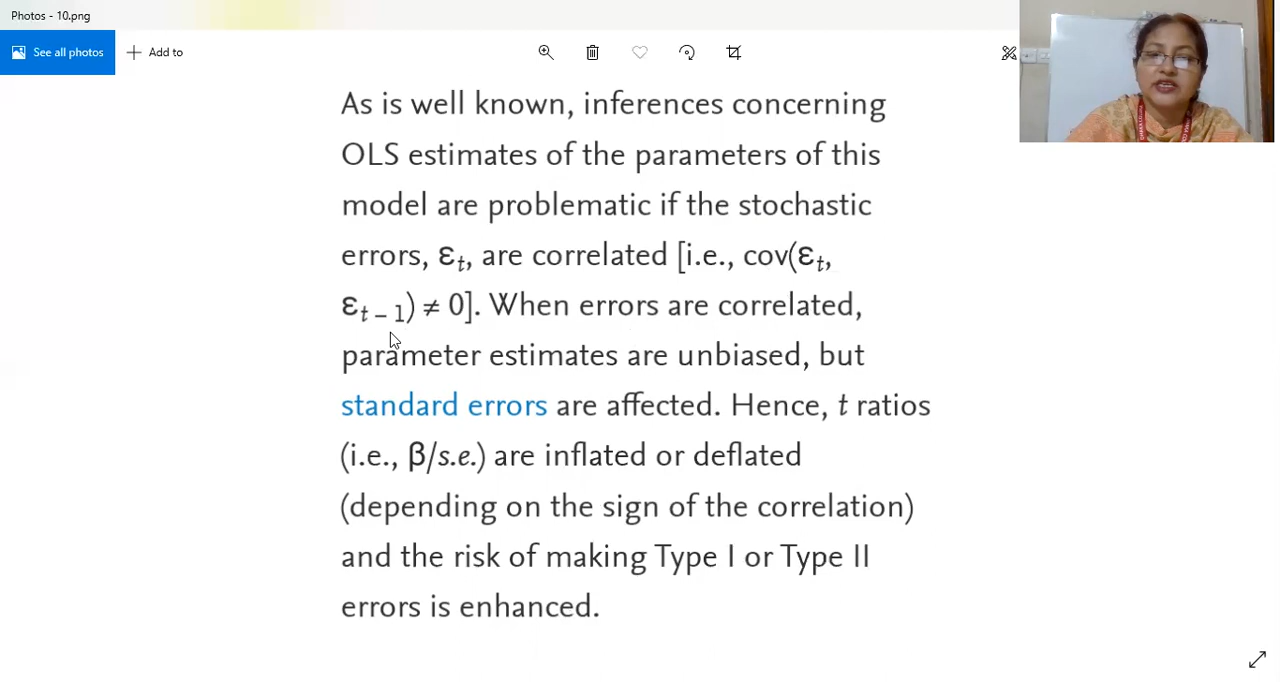 Photos - 10.png
See all photos
Add to
As is well known, inferences concerning
OLS estimates of the parameters of this
model are problematic if the stochastic
errors, εt, are correlated [i.e., cov(εt,
εt – 1) ≠ 0]. When errors are correlated,
parameter estimates are unbiased, but
standard errors are affected. Hence, t ratios
(i.e., β/s.e.) are inflated or deflated
(depending on the sign of the correlation)
and the risk of making Type I or Type II
errors is enhanced.